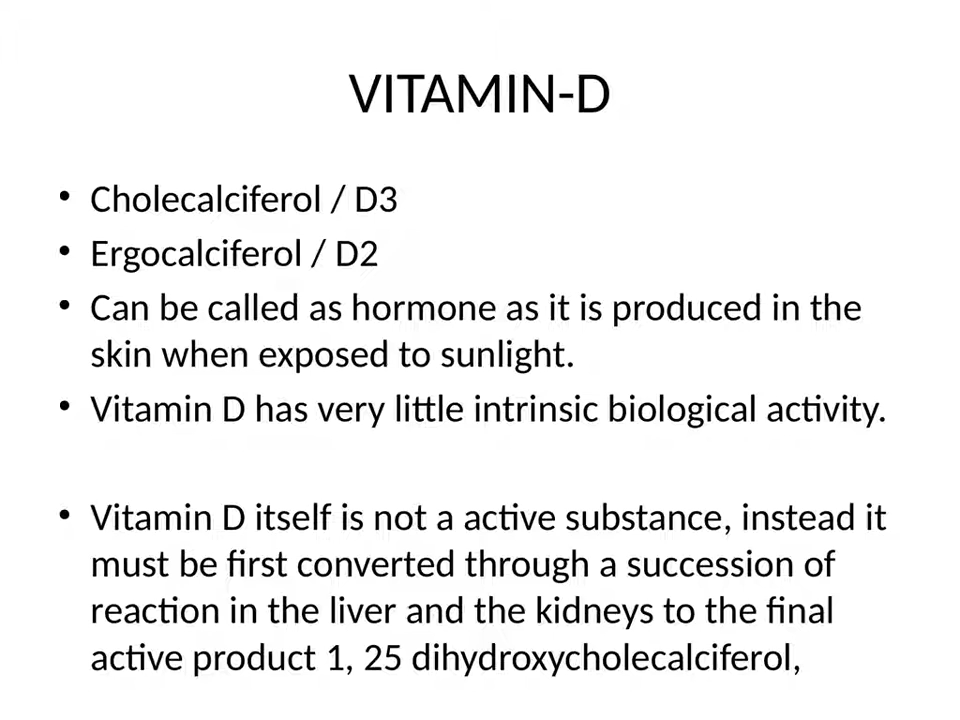 VITAMIN-D
• Cholecalciferol / D3
• Ergocalciferol / D2
• Can be called as hormone as it is produced in the
skin when exposed to sunlight.
• Vitamin D has very little intrinsic biological activity.
• Vitamin D itself is not a active substance, instead it
must be first converted through a succession of
reaction in the liver and the kidneys to the final
active product 1, 25 dihydroxycholecalciferol,